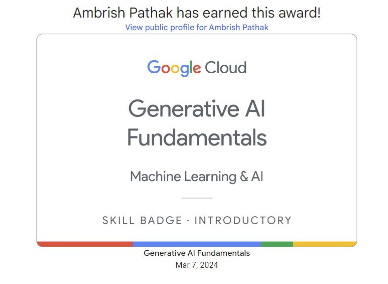 Ambrish Pathak has earned this award!
View public profile for Ambrish Pathak
Google Cloud
Generative AI
Fundamentals
Machine Learning & AI
SKILL BADGE · INTRODUCTORY
Generative AI Fundamentals
Mar 7, 2024